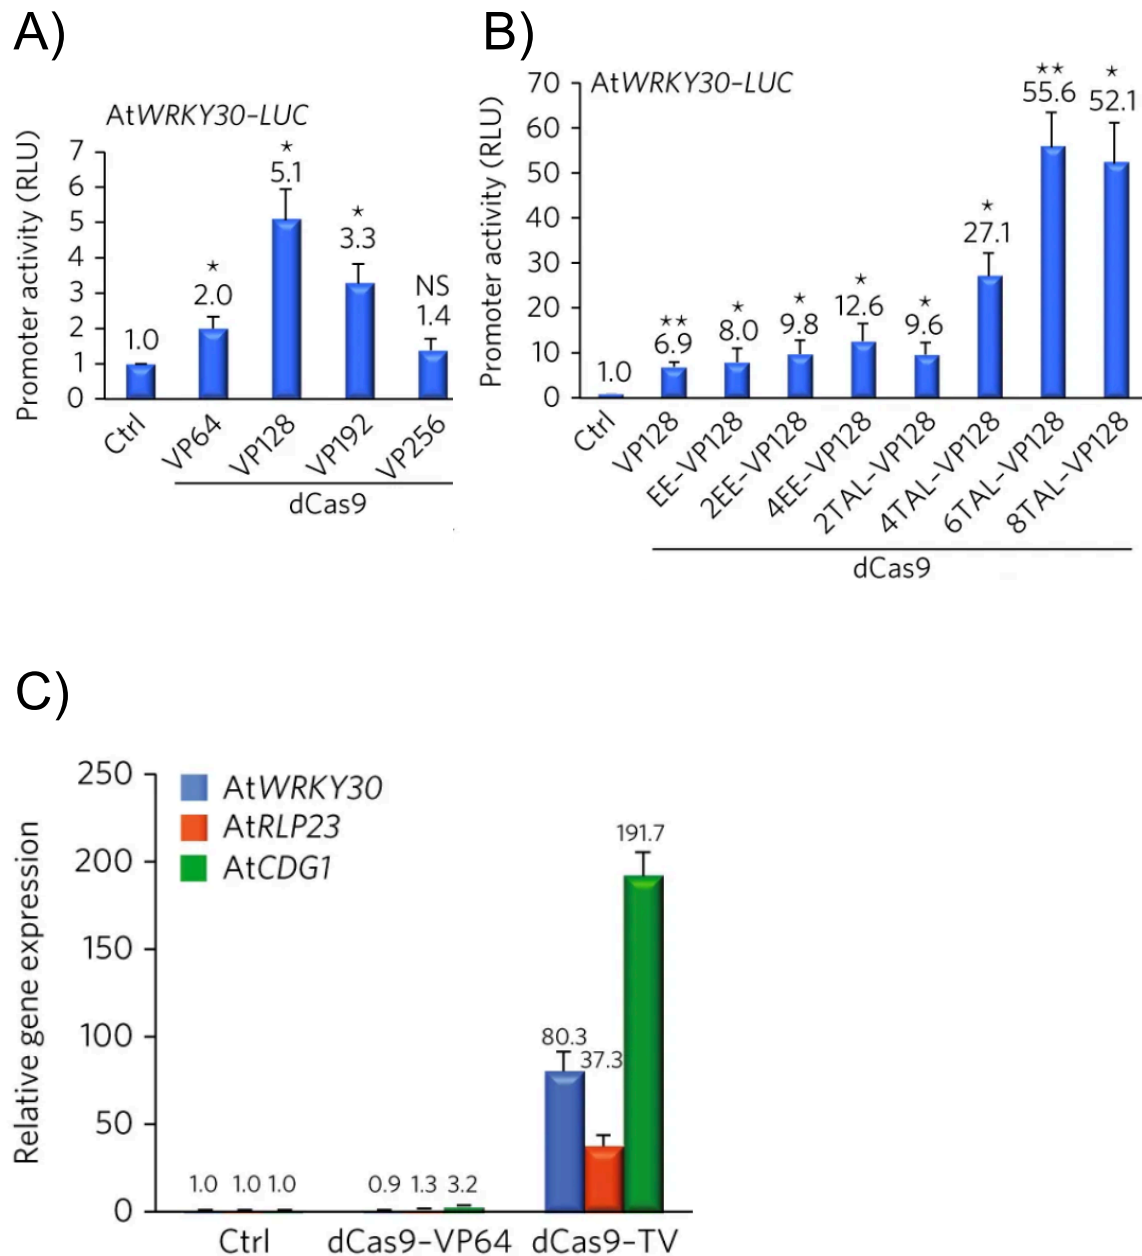 A)
AtWRKY30–LUC
Promoter activity (RLU)
7
6
5
4
3
2
1
0
1.0
*
2.0
*
5.1
*
3.3
NS
1.4
Ctrl
VP64
VP128
VP192
VP256
dCas9
B)
AtWRKY30–LUC
Promoter activity (RLU)
70
60
50
40
30
20
10
0
1.0
**
6.9
*
8.0
*
9.8
*
12.6
*
9.6
*
27.1
**
55.6
*
52.1
Ctrl
VP128
EE–VP128
2EE–VP128
4EE–VP128
2TAL–VP128
4TAL–VP128
6TAL–VP128
8TAL–VP128
dCas9
C)
Relative gene expression
250
200
150
100
50
0
AtWRKY30
AtRLP23
AtCDG1
1.0 1.0 1.0
0.9 1.3 3.2
80.3
37.3
191.7
Ctrl
dCas9–VP64
dCas9–TV